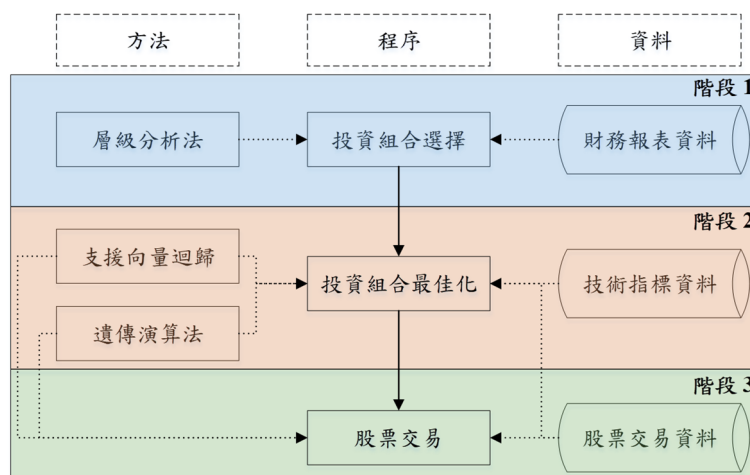 方法
程序
資料
階段 1
層級分析法
投資組合選擇
財務報表資料
階段 2
支援向量迴歸
投資組合最佳化
技術指標資料
遺傳演算法
階段 3
股票交易
股票交易資料